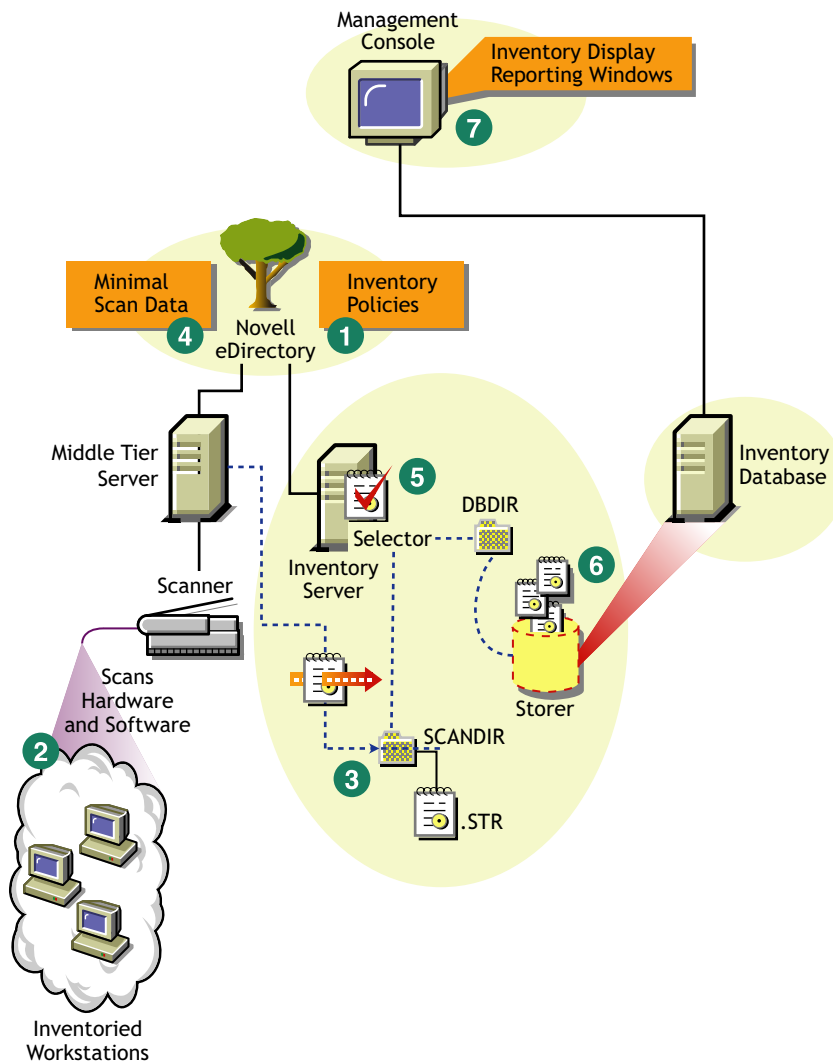 Management
Console
Inventory Display
Reporting Windows
7
Minimal
Scan Data
4
Inventory
Policies
1
Novell
eDirectory
Middle Tier
Server
5
Selector
Inventory
Server
DBDIR
6
Storer
Inventory
Database
Scanner
Scans
Hardware
and Software
2
SCANDIR
3
.STR
Inventoried
Workstations